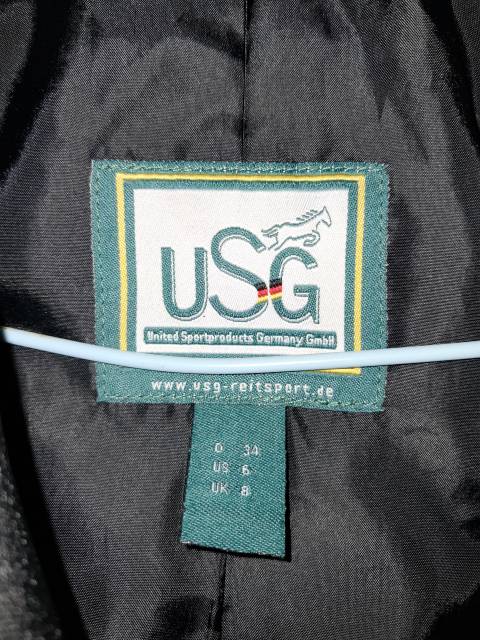 USG
United Sportproducts Germany GmbH
www.usg-reitsport.de
D 34
US 6
UK 8